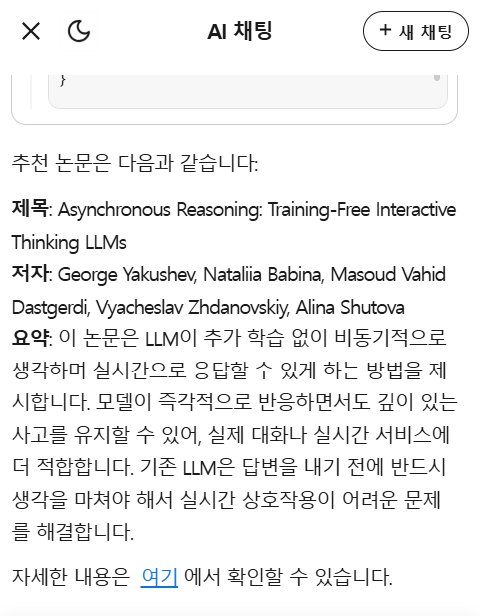 AI 채팅
+ 새 채팅
}
추천 논문은 다음과 같습니다:
제목: Asynchronous Reasoning: Training-Free Interactive
Thinking LLMs
저자: George Yakushev, Nataliia Babina, Masoud Vahid
Dastgerdi, Vyacheslav Zhdanovskiy, Alina Shutova
요약: 이 논문은 LLM이 추가 학습 없이 비동기적으로
생각하며 실시간으로 응답할 수 있게 하는 방법을 제
시합니다. 모델이 즉각적으로 반응하면서도 깊이 있는
사고를 유지할 수 있어, 실제 대화나 실시간 서비스에
더 적합합니다. 기존 LLM은 답변을 내기 전에 반드시
생각을 마쳐야 해서 실시간 상호작용이 어려운 문제
를 해결합니다.
자세한 내용은 여기 에서 확인할 수 있습니다.